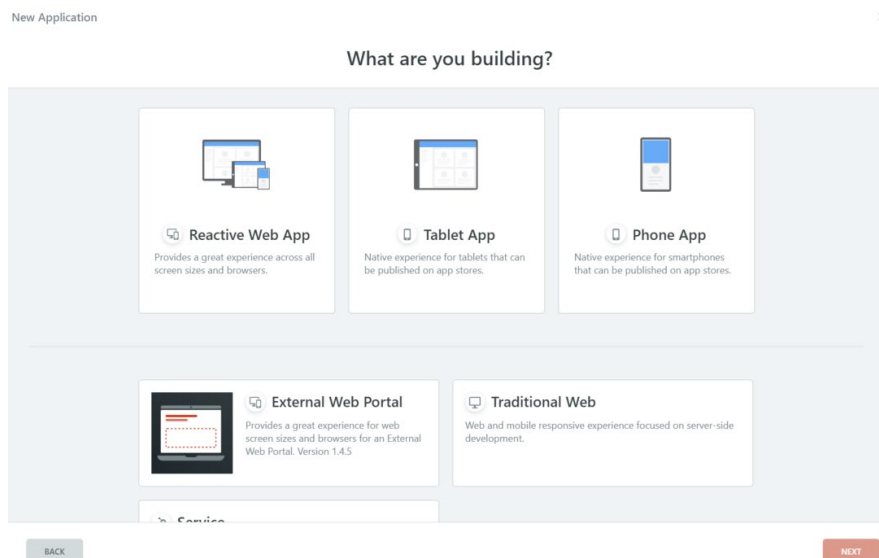 New Application
What are you building?
Reactive Web App
Provides a great experience across all
screen sizes and browsers.
Tablet App
Native experience for tablets that can
be published on app stores.
Phone App
Native experience for smartphones
that can be published on app stores.
External Web Portal
Provides a great experience for web
screen sizes and browsers for an External
Web Portal. Version 1.4.5
Traditional Web
Web and mobile responsive experience focused on server-side
development.
Service
BACK
NEXT